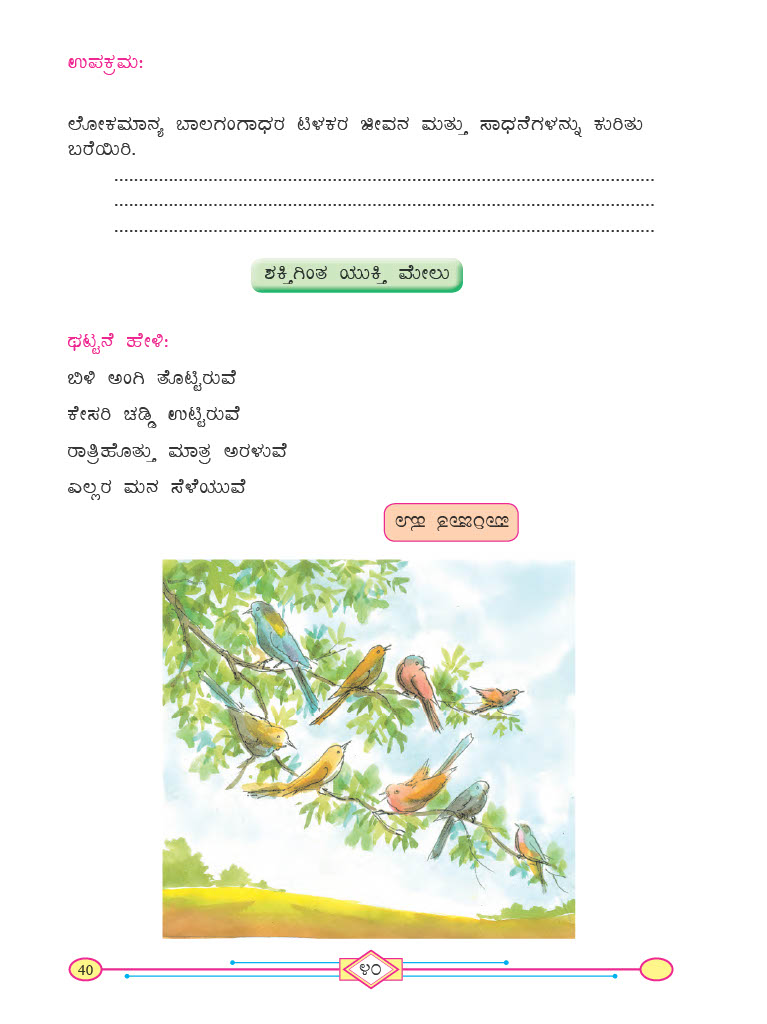 ಉಪಕ್ರಮ:
ಲೋಕಮಾನ್ಯ ಬಾಲಗಂಗಾಧರ ಟಿಳಕರ ಜೀವನ ಮತ್ತು ಸಾಧನೆಗಳನ್ನು ಕುರಿತು
ಬರೆಯಿರಿ.
....................................................................................................
....................................................................................................
....................................................................................................
ಶಕ್ತಿಗಿಂತ ಯುಕ್ತಿ ಮೇಲು
ಥಟ್ಟನೆ ಹೇಳಿ:
ಬಿಳಿ ಅಂಗಿ ತೊಟ್ಟಿರುವೆ
ಕೇಸರಿ ಚಡ್ಡಿ ಉಟ್ಟಿರುವೆ
ರಾತ್ರಿಹೊತ್ತು ಮಾತ್ರ ಅರಳುವೆ
ಎಲ್ಲರ ಮನ ಸೆಳೆಯುವೆ
ಪಾರಿಜಾತ ಹೂ
40
೪೦